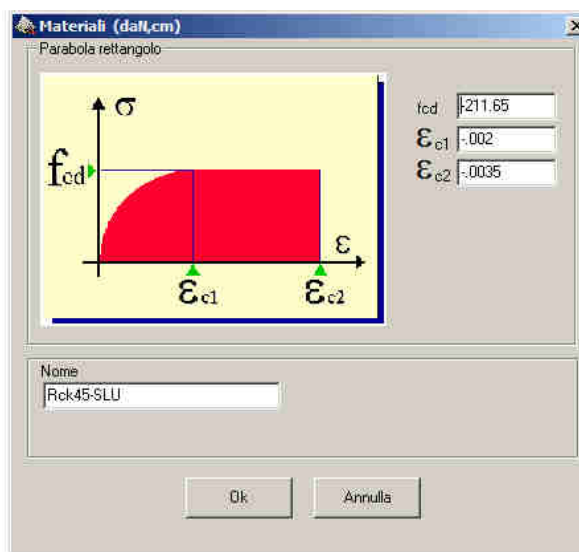 Materiali (daN,cm)
Parabola rettangolo
σ
fcd
ε
εc1
εc2
fcd -211.65
εc1 -.002
εc2 -.0035
Nome
Rck45-SLU
Ok
Annulla